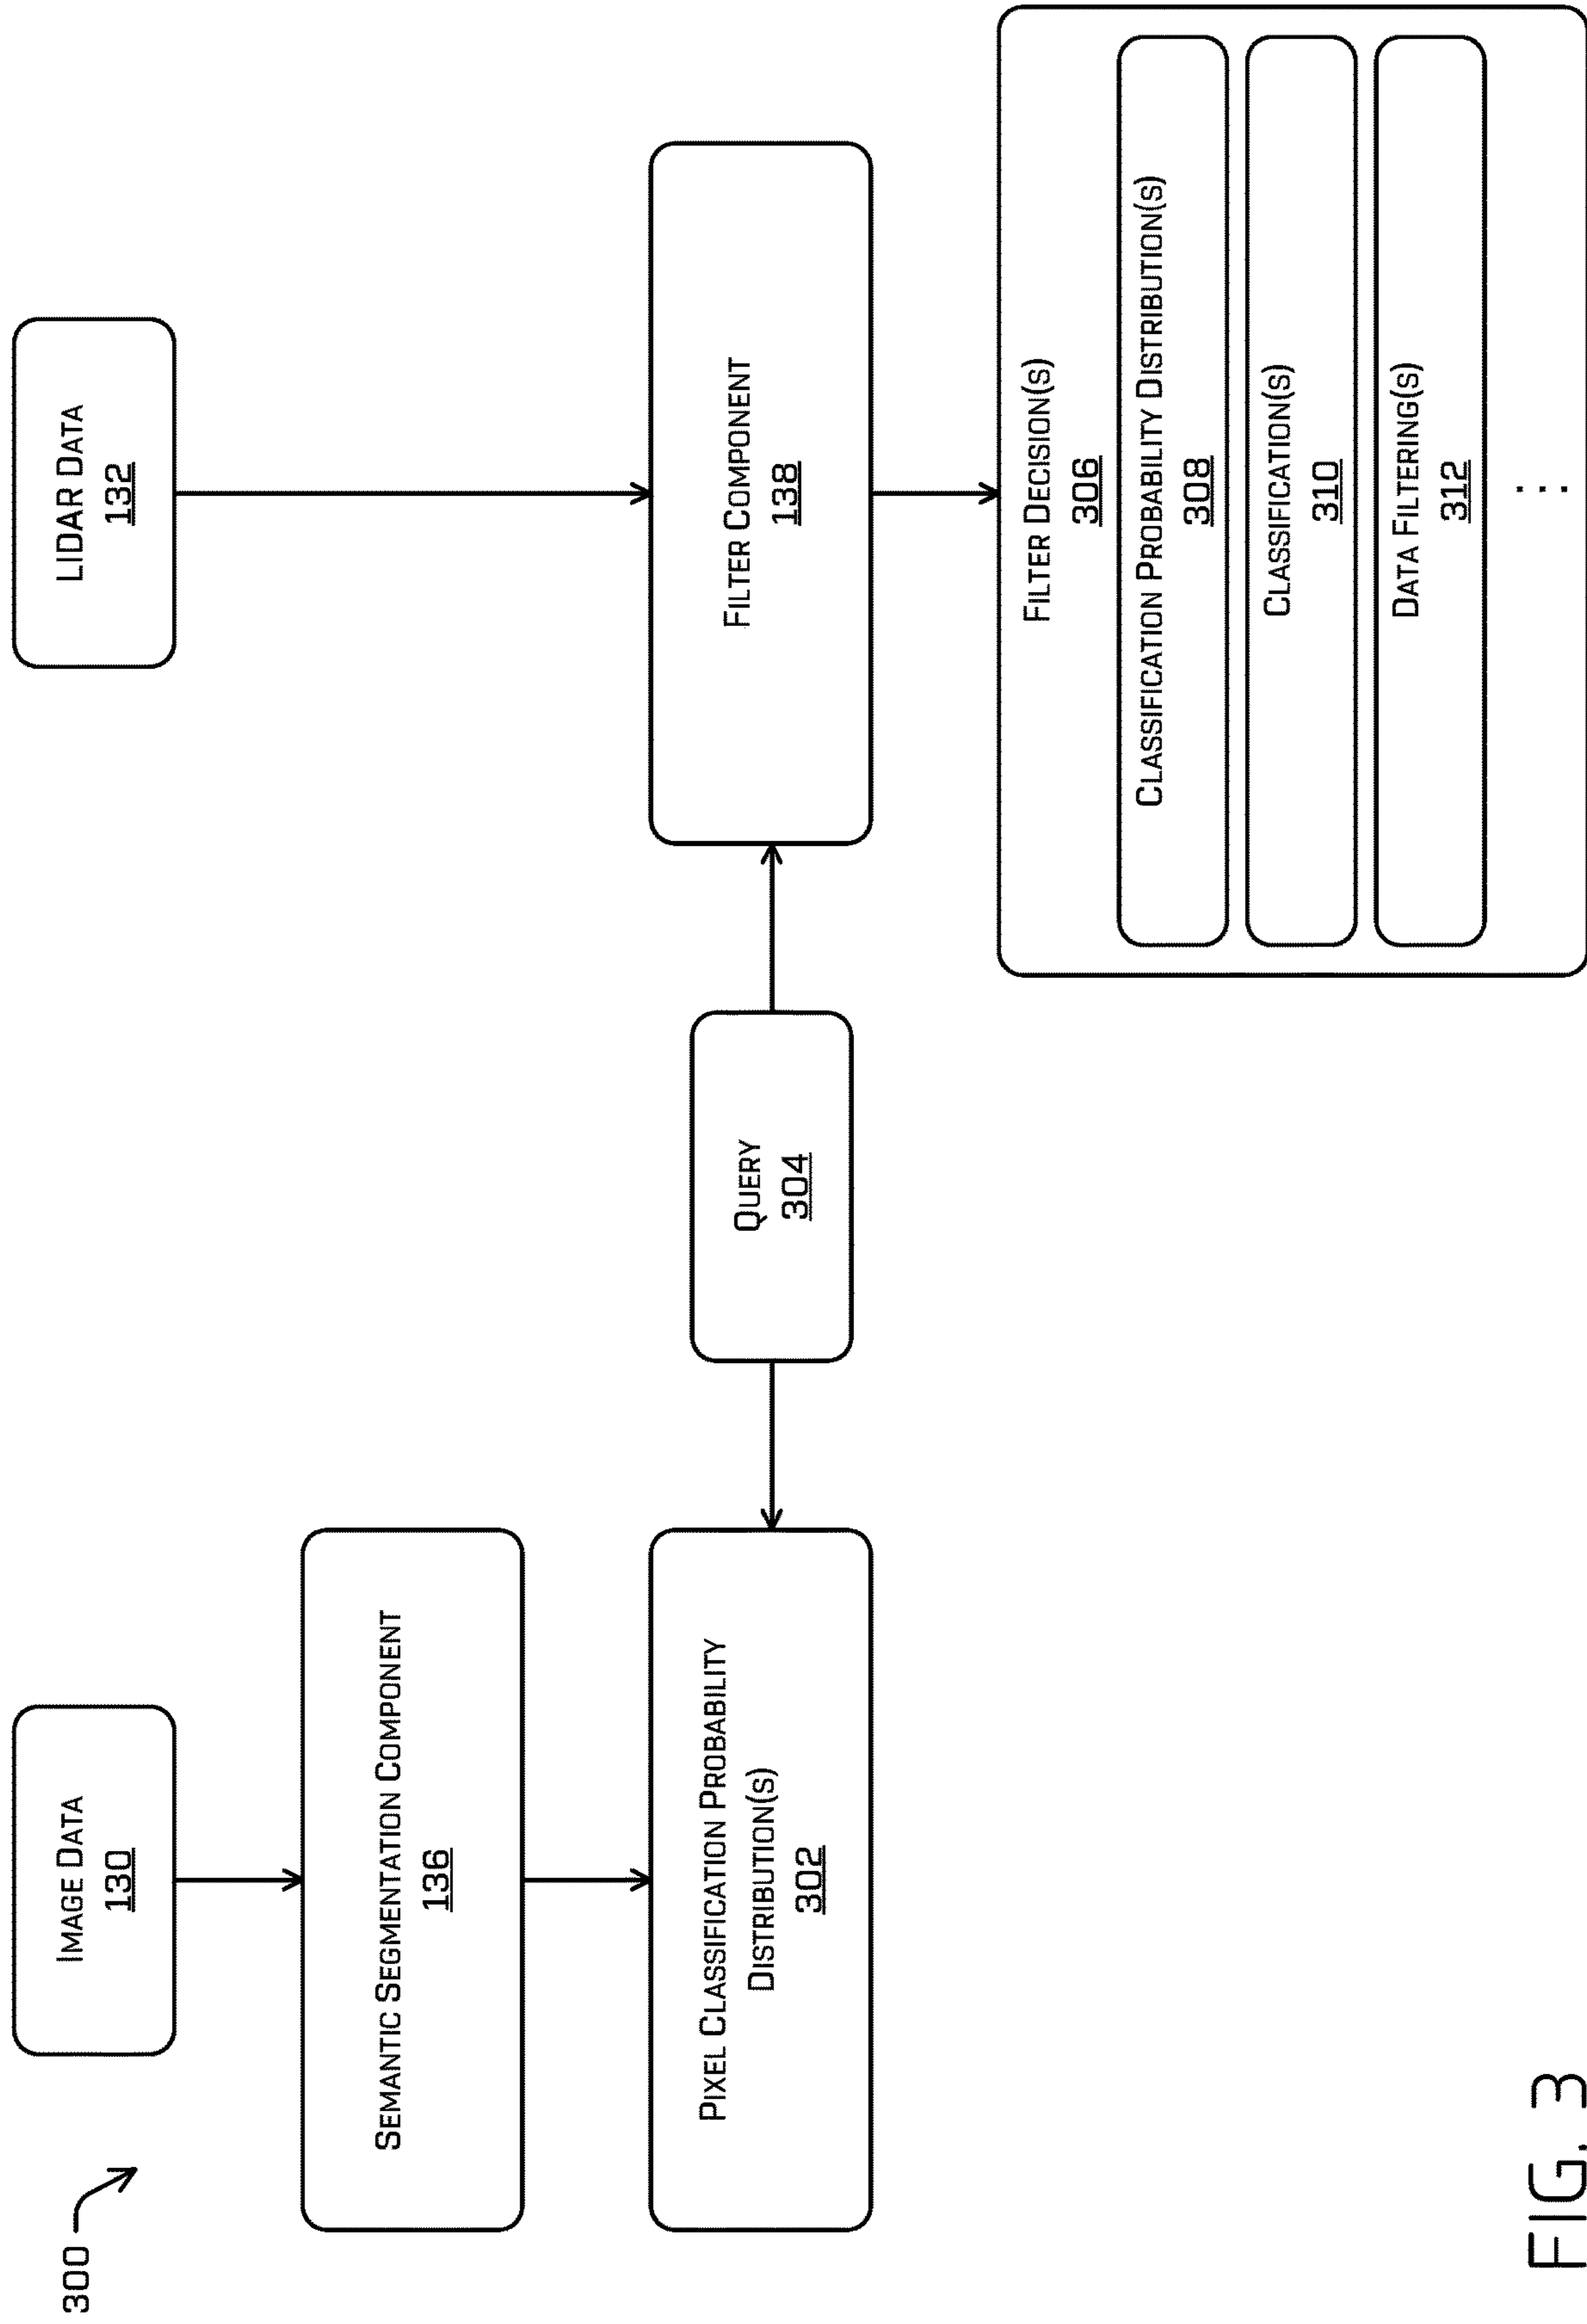 300
IMAGE DATA
130
LIDAR DATA
132
SEMANTIC SEGMENTATION COMPONENT
136
PIXEL CLASSIFICATION PROBABILITY
DISTRIBUTION(S)
302
QUERY
304
FILTER COMPONENT
138
FILTER DECISION(S)
306
CLASSIFICATION PROBABILITY DISTRIBUTION(S)
308
CLASSIFICATION(S)
310
DATA FILTERING(S)
312
⋮
FIG. 3